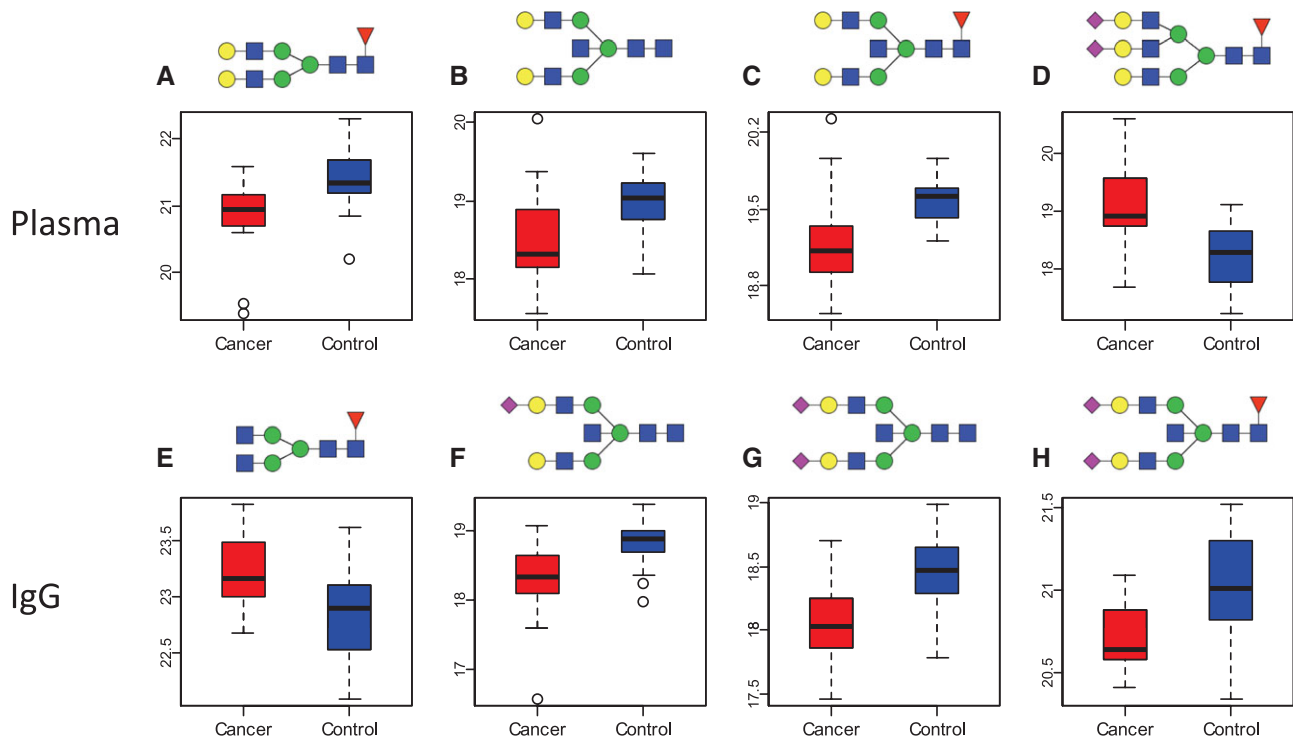 A
B
C
D
Plasma
22
21
20
Cancer
Control
20
19
18
Cancer
Control
20.2
19.5
18.8
Cancer
Control
20
19
18
Cancer
Control
E
F
G
H
IgG
23.5
23
22.5
Cancer
Control
19
18
17
Cancer
Control
19
18.5
18
17.5
Cancer
Control
21.5
21
20.5
Cancer
Control